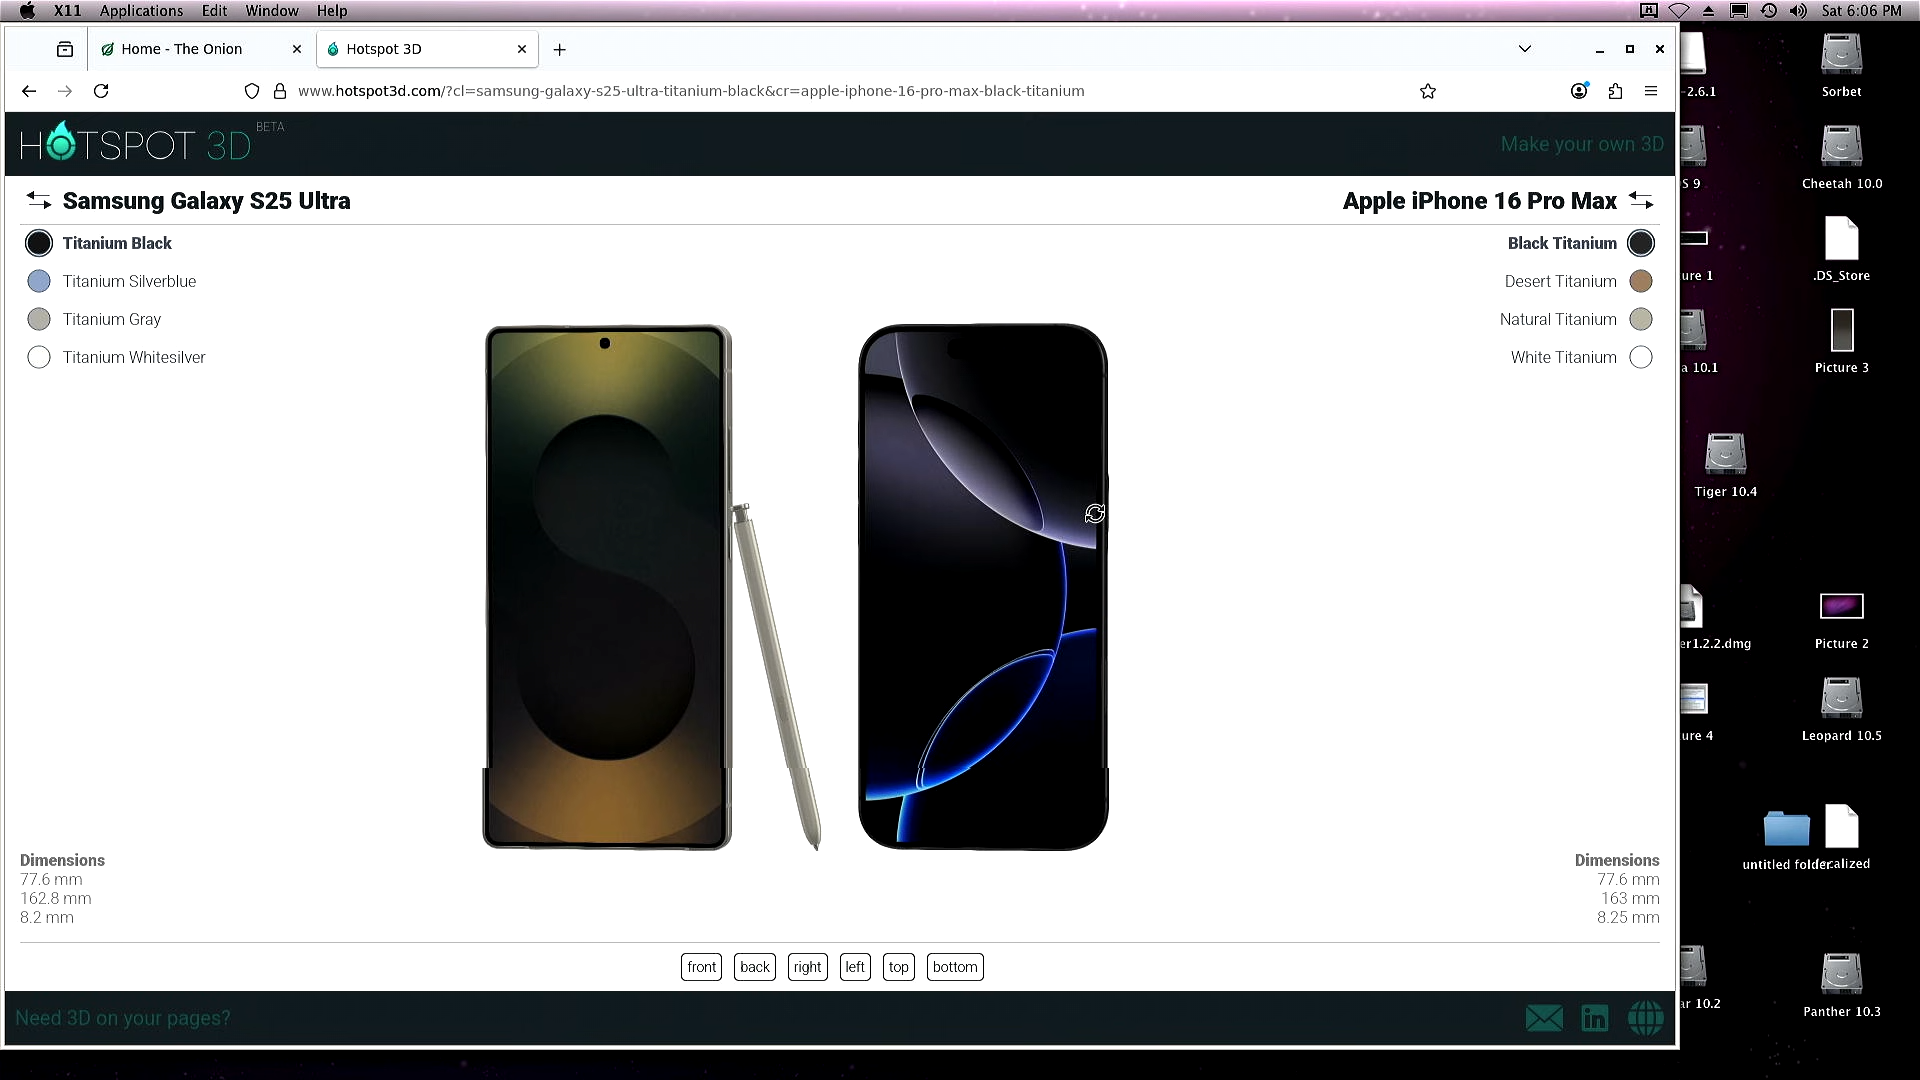 X11 Applications Edit Window Help
Sat 6:06 PM
Home - The Onion
Hotspot 3D
www.hotspot3d.com/?cl=samsung-galaxy-s25-ultra-titanium-black&cr=apple-iphone-16-pro-max-black-titanium
HOTSPOT 3D BETA
Make your own 3D
Samsung Galaxy S25 Ultra
Apple iPhone 16 Pro Max
Titanium Black
Titanium Silverblue
Titanium Gray
Titanium Whitesilver
Black Titanium
Desert Titanium
Natural Titanium
White Titanium
Dimensions
77.6 mm
162.8 mm
8.2 mm
Dimensions
77.6 mm
163 mm
8.25 mm
front back right left top bottom
Need 3D on your pages?
in
-2.6.1
Sorbet
S 9
Cheetah 10.0
ure 1
.DS_Store
a 10.1
Picture 3
Tiger 10.4
er1.2.2.dmg
Picture 2
ure 4
Leopard 10.5
untitled folder
calized
ar 10.2
Panther 10.3